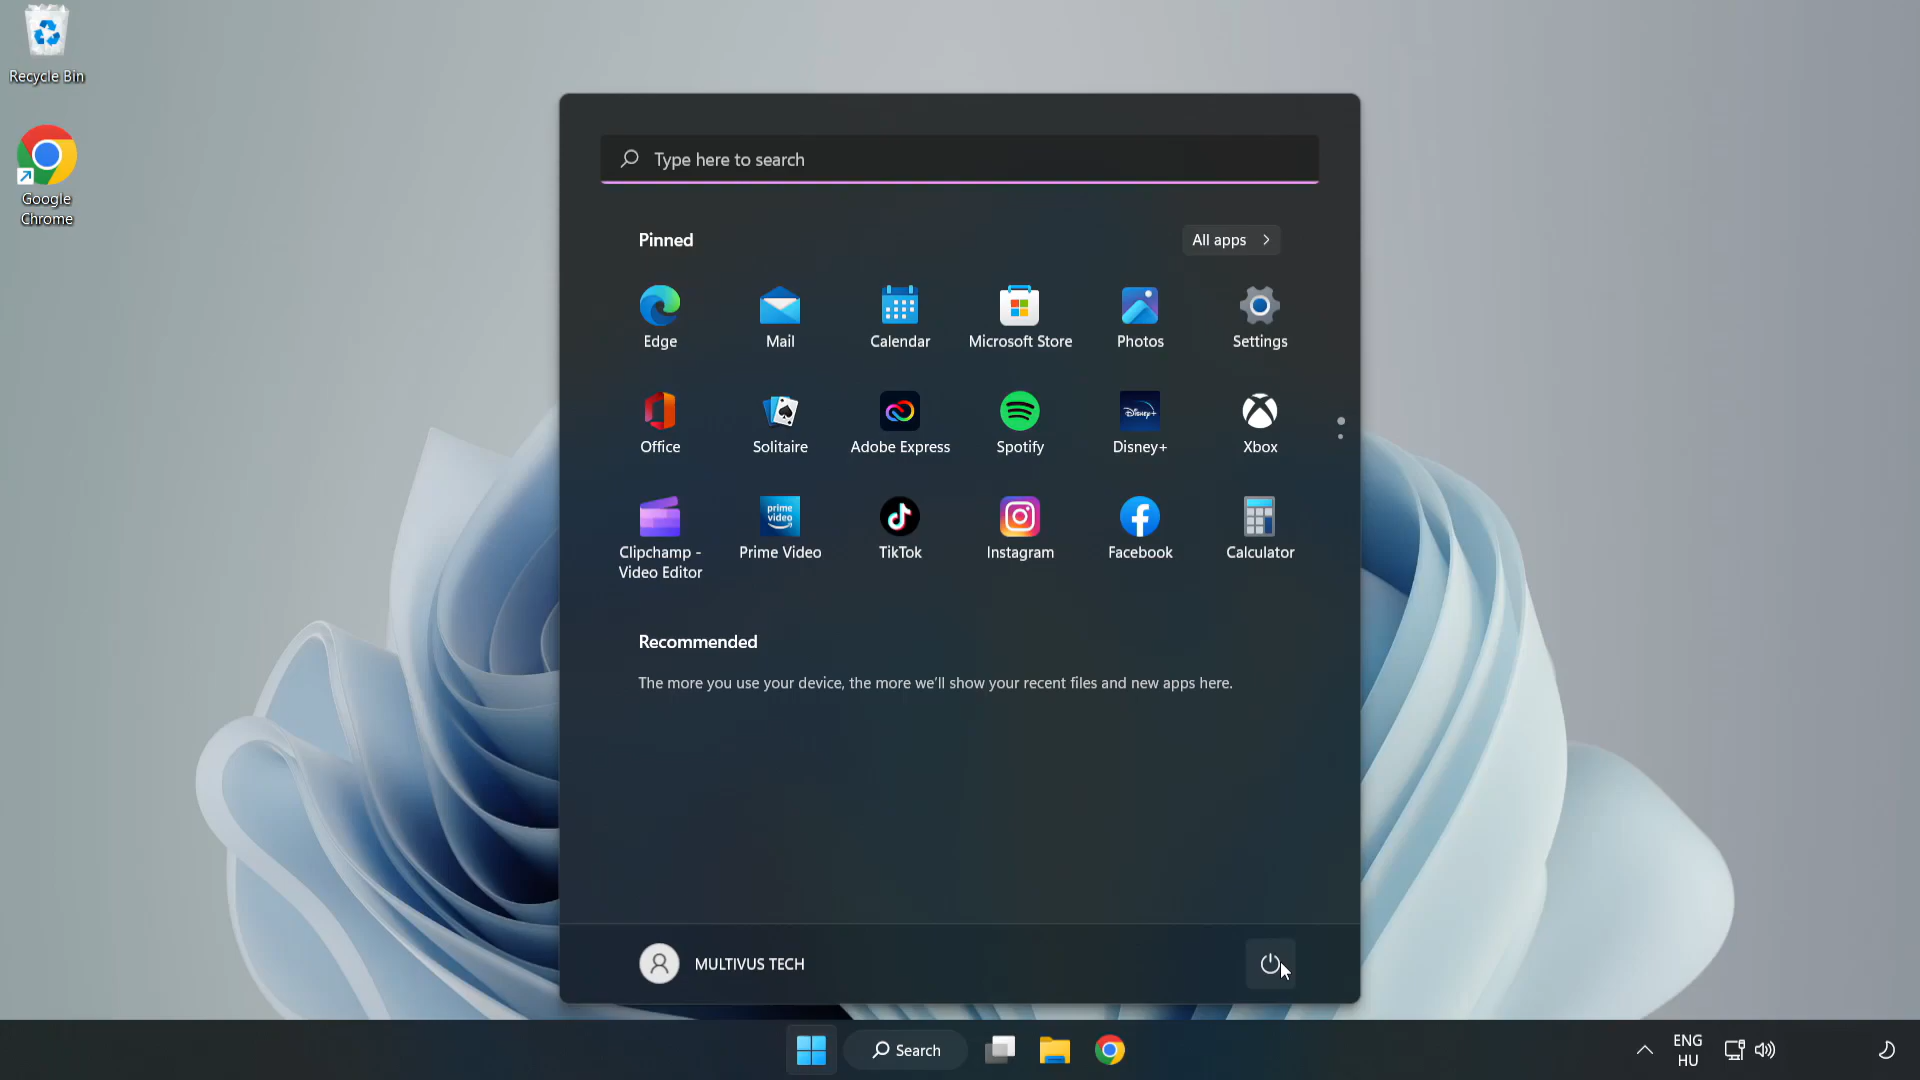 Recycle Bin
Google
Chrome
Type here to search
Pinned
All apps
Edge
Mail
Calendar
Microsoft Store
Photos
Settings
Office
Solitaire
Adobe Express
Spotify
Disney+
Disney+
Xbox
prime
video
Clipchamp -
Video Editor
Prime Video
TikTok
Instagram
Facebook
Calculator
Recommended
The more you use your device, the more we'll show your recent files and new apps here.
MULTIVUS TECH
Search
ENG
HU